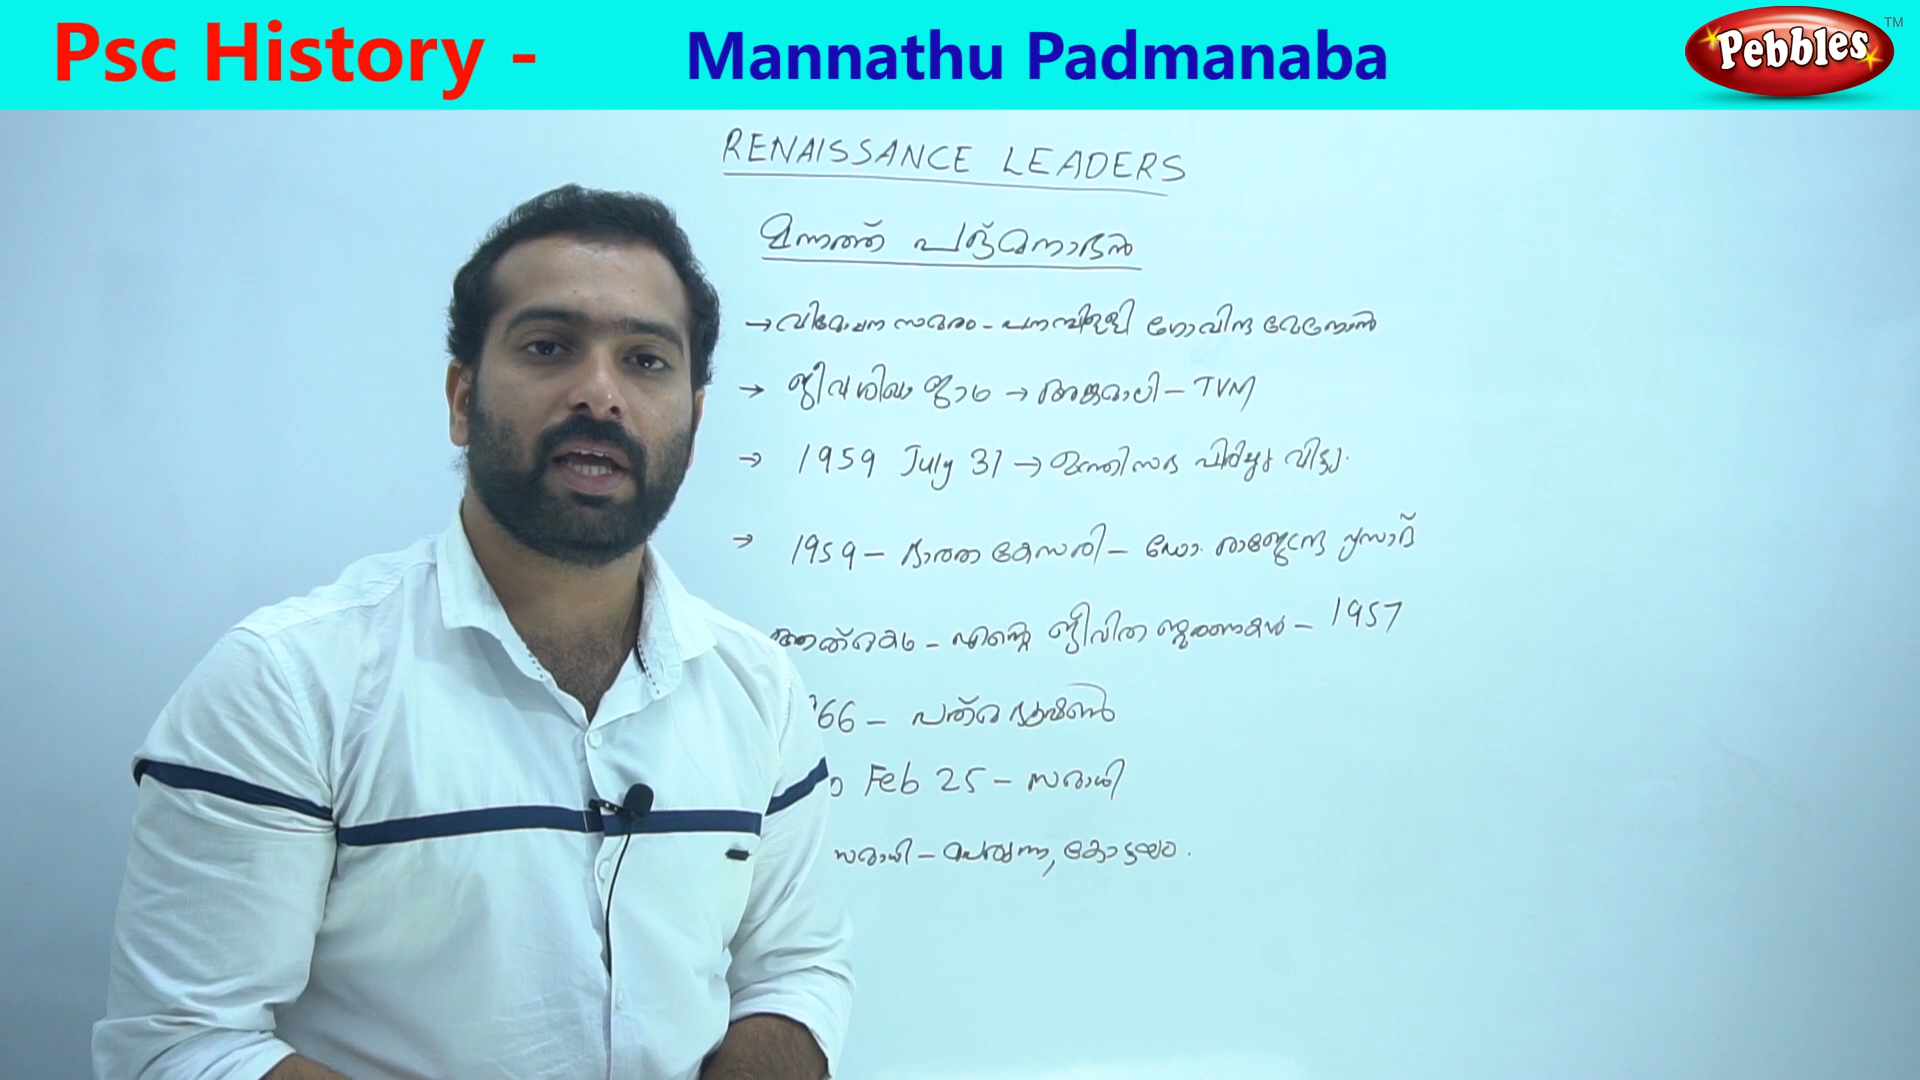 Psc History - Mannathu Padmanaba
Pebbles TM
RENAISSANCE LEADERS
മന്നത്ത് പദ്മനാഭൻ
→ വിമോചന സമരം - പനമ്പിള്ളി ഗോവിന്ദ മേനോൻ
→ ജീവശിഖ ജാഥ → അങ്കമാലി - TVM
→ 1959 July 31 → മന്ത്രിസഭ പിരിച്ചു വിട്ടു.
→ 1959 - ഭാരത കേസരി - ഡോ. രാജേന്ദ്ര പ്രസാദ്
ആത്മകഥ - എന്റെ ജീവിത സ്മരണകൾ - 1957
'66 - പത്മഭൂഷൺ
Feb 25 - സമാധി
സമാധി - പെരുന്ന, കോട്ടയം.